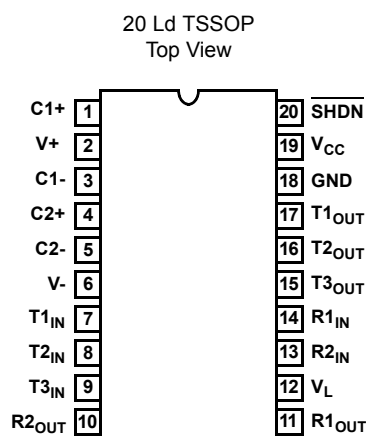 20 Ld TSSOP
Top View
C1+ 1 20 SHDN
V+ 2 19 VCC
C1- 3 18 GND
C2+ 4 17 T1OUT
C2- 5 16 T2OUT
V- 6 15 T3OUT
T1IN 7 14 R1IN
T2IN 8 13 R2IN
T3IN 9 12 VL
R2OUT 10 11 R1OUT